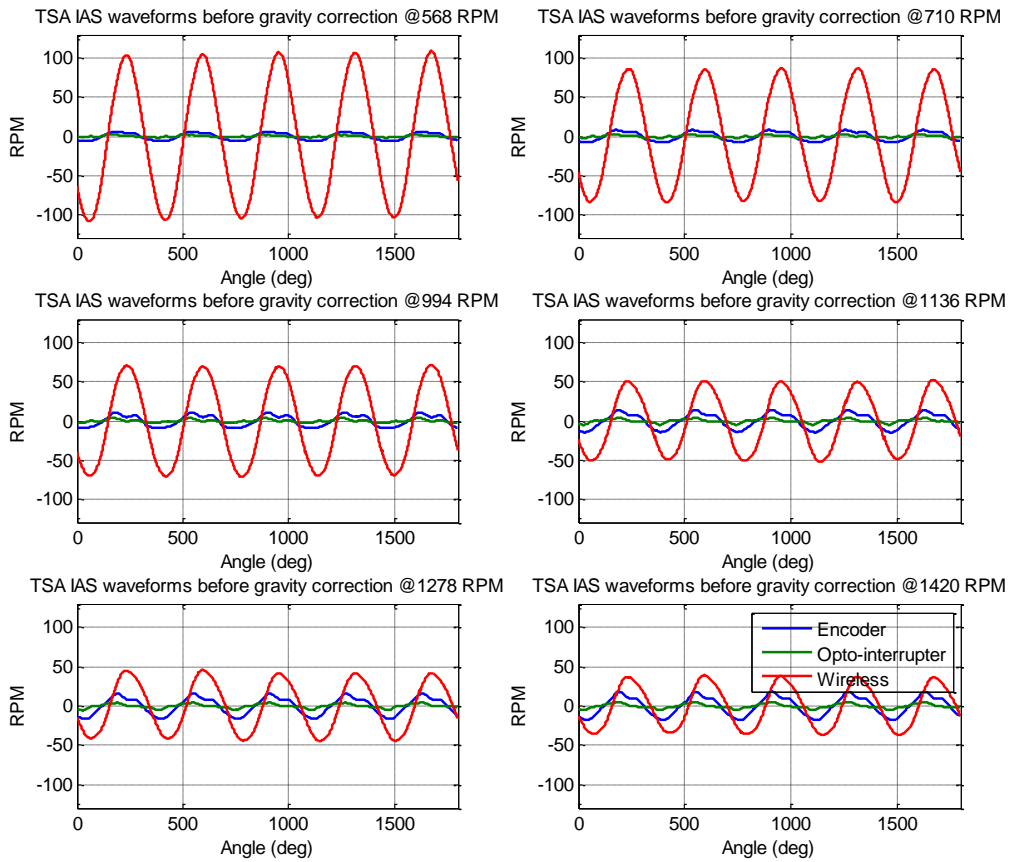 TSA IAS waveforms before gravity correction @568 RPM
100
50
0
-50
-100
RPM
0
500
1000
1500
Angle (deg)
TSA IAS waveforms before gravity correction @710 RPM
100
50
0
-50
-100
RPM
0
500
1000
1500
Angle (deg)
TSA IAS waveforms before gravity correction @994 RPM
100
50
0
-50
-100
RPM
0
500
1000
1500
Angle (deg)
TSA IAS waveforms before gravity correction @1136 RPM
100
50
0
-50
-100
RPM
0
500
1000
1500
Angle (deg)
TSA IAS waveforms before gravity correction @1278 RPM
100
50
0
-50
-100
RPM
0
500
1000
1500
Angle (deg)
TSA IAS waveforms before gravity correction @1420 RPM
100
50
0
-50
-100
RPM
0
500
1000
1500
Angle (deg)
Encoder
Opto-interrupter
Wireless